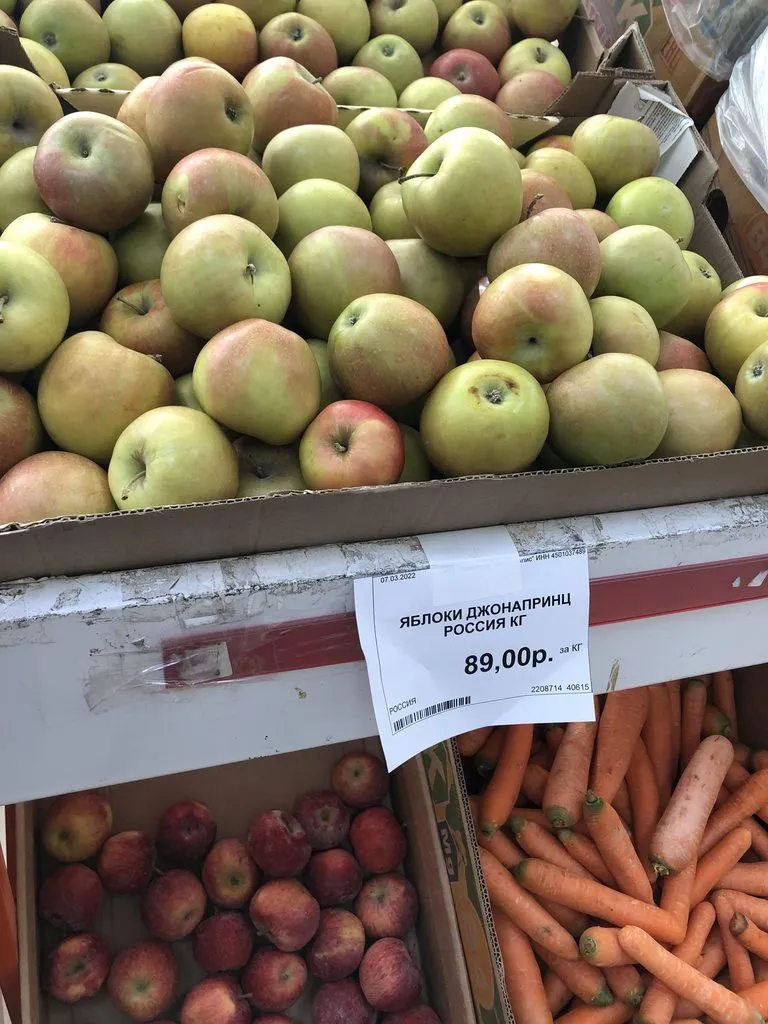 07.03.2022
ИНН 4501037489
ЯБЛОКИ ДЖОНАПРИНЦ
РОССИЯ КГ
89,00р. за КГ
2208714 40615
РОССИЯ